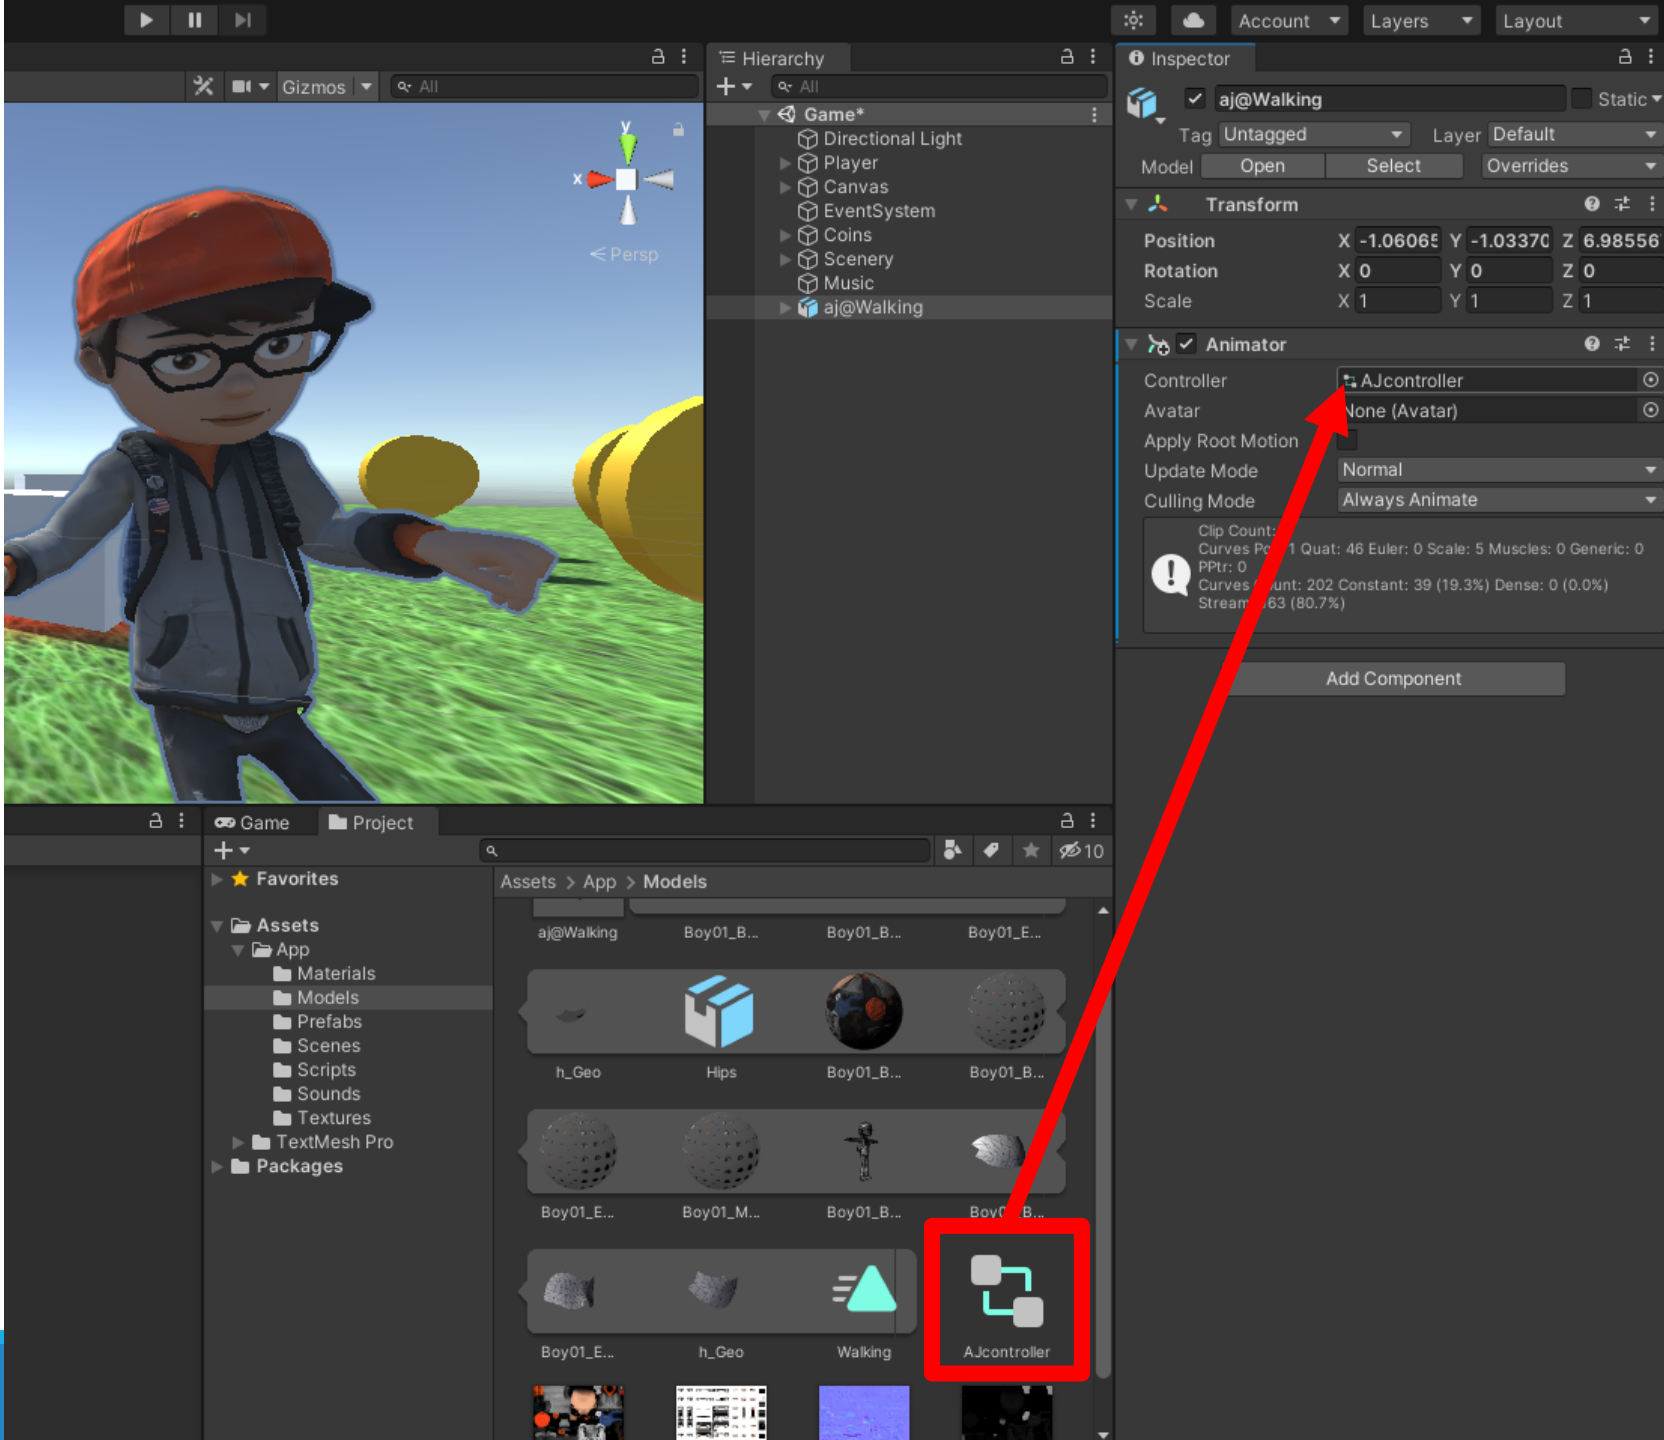 Account
Layers
Layout
Gizmos
All
y
x
Persp
Hierarchy
All
Game*
Directional Light
Player
Canvas
EventSystem
Coins
Scenery
Music
aj@Walking
Inspector
aj@Walking
Static
Tag Untagged Layer Default
Model Open Select Overrides
Transform
Position X -1.06065 Y -1.03370 Z 6.98556
Rotation X 0 Y 0 Z 0
Scale X 1 Y 1 Z 1
Animator
Controller AJcontroller
Avatar None (Avatar)
Apply Root Motion
Update Mode Normal
Culling Mode Always Animate
Clip Count:
Curves 1 Quat: 46 Euler: 0 Scale: 5 Muscles: 0 Generic: 0
PPtr: 0
Curves Count: 202 Constant: 39 (19.3%) Dense: 0 (0.0%)
63 (80.7%)
Add Component
Game
Project
10
Favorites
Assets
App
Materials
Models
Prefabs
Scenes
Scripts
Sounds
Textures
TextMesh Pro
Packages
Assets > App > Models
aj@Walking Boy01_B... Boy01_B... Boy01_E...
h_Geo Hips Boy01_B... Boy01_B...
Boy01_E... Boy01_M... Boy01_B... Boy01_B...
Boy01_E... h_Geo Walking AJcontroller